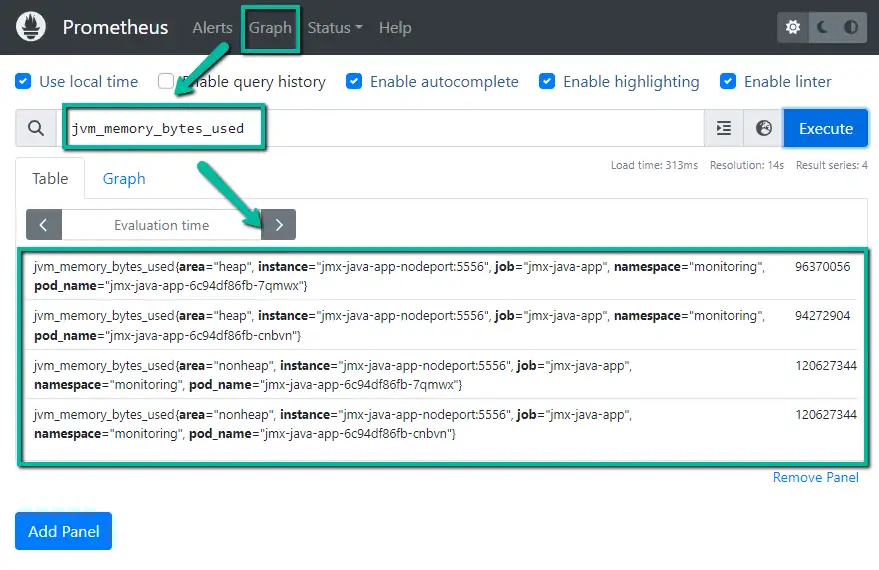 Prometheus Alerts Graph Status Help
Use local time nable query history Enable autocomplete Enable highlighting Enable linter
jvm_memory_bytes_used Execute
Load time: 313ms Resolution: 14s Result series: 4
Table Graph
Evaluation time
jvm_memory_bytes_used{area="heap", instance="jmx-java-app-nodeport:5556", job="jmx-java-app", namespace="monitoring", 96370056
pod_name="jmx-java-app-6c94df86fb-7qmwx"}
jvm_memory_bytes_used{area="heap", instance="jmx-java-app-nodeport:5556", job="jmx-java-app", namespace="monitoring", 94272904
pod_name="jmx-java-app-6c94df86fb-cnbvn"}
jvm_memory_bytes_used{area="nonheap", instance="jmx-java-app-nodeport:5556", job="jmx-java-app", 120627344
namespace="monitoring", pod_name="jmx-java-app-6c94df86fb-7qmwx"}
jvm_memory_bytes_used{area="nonheap", instance="jmx-java-app-nodeport:5556", job="jmx-java-app", 120627344
namespace="monitoring", pod_name="jmx-java-app-6c94df86fb-cnbvn"}
Remove Panel
Add Panel